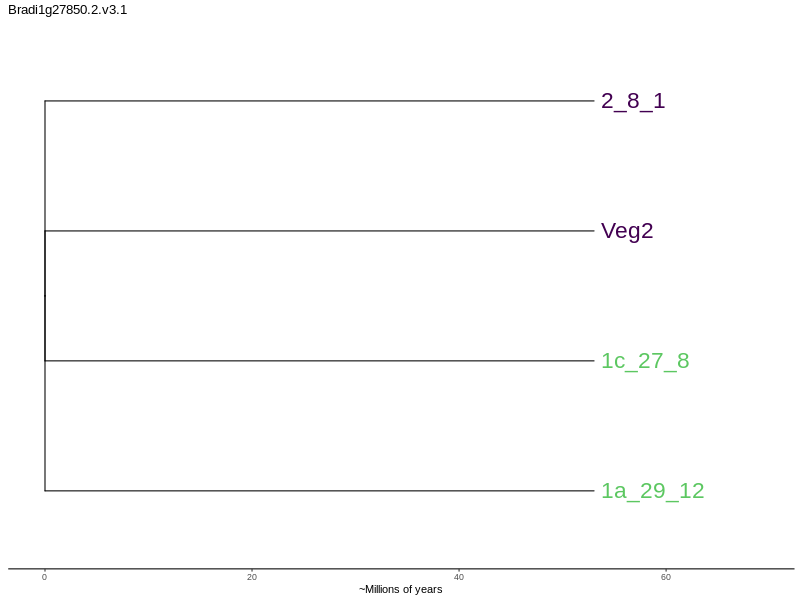 Bradi1g27850.2.v3.1
2_8_1
Veg2
1c_27_8
1a_29_12
0 20 40 60
~Millions of years